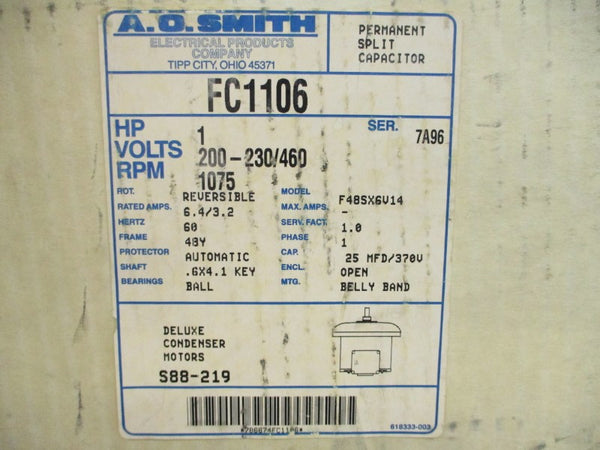 A.O. SMITH
ELECTRICAL PRODUCTS
COMPANY
TIPP CITY, OHIO 45371
PERMANENT
SPLIT
CAPACITOR
FC1106
HP 1
SER. 7A96
VOLTS 200-230/460
RPM 1075
ROT. REVERSIBLE
MODEL F48SX6V14
RATED AMPS. 6.4/3.2
MAX. AMPS. -
HERTZ 60
SERV. FACT. 1.0
FRAME 48Y
PHASE 1
PROTECTOR AUTOMATIC
CAP. 25 MFD/370V
SHAFT .6X4.1 KEY
ENCL. OPEN
BEARINGS BALL
MTG. BELLY BAND
DELUXE
CONDENSER
MOTORS
S88-219
618333-003